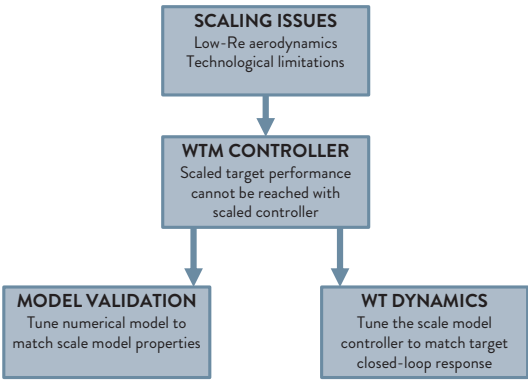 SCALING ISSUES
Low-Re aerodynamics
Technological limitations
WTM CONTROLLER
Scaled target performance
cannot be reached with
scaled controller
MODEL VALIDATION
Tune numerical model to
match scale model properties
WT DYNAMICS
Tune the scale model
controller to match target
closed-loop response